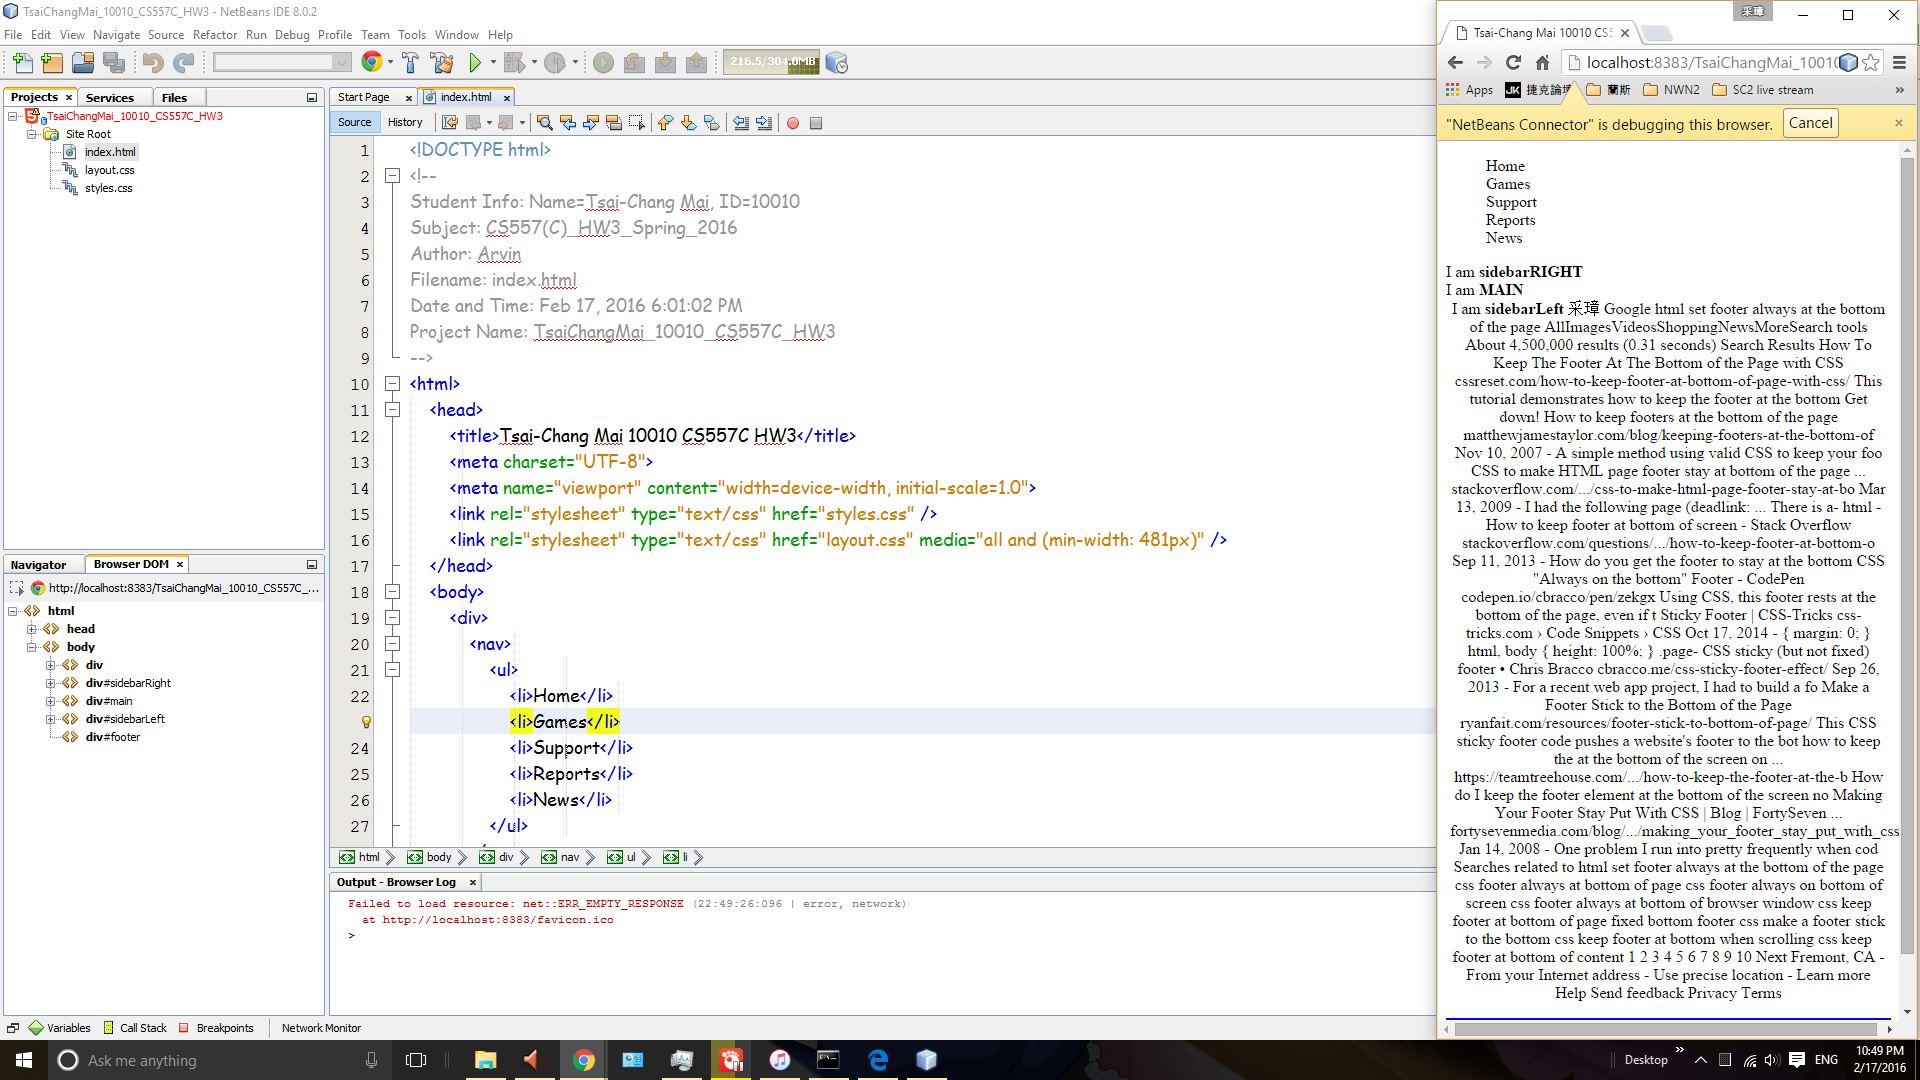 TsaiChangMai_10010_CS557C_HW3 - NetBeans IDE 8.0.2
File Edit View Navigate Source Refactor Run Debug Profile Team Tools Window Help
216.5/304.0MB
Projects Services Files
TsaiChangMai_10010_CS557C_HW3
Site Root
index.html
layout.css
styles.css
Navigator Browser DOM
http://localhost:8383/TsaiChangMai_10010_CS557C_...
html
head
body
div
div#sidebarRight
div#main
div#sidebarLeft
div#footer
Start Page index.html
Source History
1 <!DOCTYPE html>
2 <!--
3 Student Info: Name=Tsai-Chang Mai, ID=10010
4 Subject: CS557(C)_HW3_Spring_2016
5 Author: Arvin
6 Filename: index.html
7 Date and Time: Feb 17, 2016 6:01:02 PM
8 Project Name: TsaiChangMai_10010_CS557C_HW3
9 -->
10 <html>
11 <head>
12 <title>Tsai-Chang Mai 10010 CS557C HW3</title>
13 <meta charset="UTF-8">
14 <meta name="viewport" content="width=device-width, initial-scale=1.0">
15 <link rel="stylesheet" type="text/css" href="styles.css" />
16 <link rel="stylesheet" type="text/css" href="layout.css" media="all and (min-width: 481px)" />
17 </head>
18 <body>
19 <div>
20 <nav>
21 <ul>
22 <li>Home</li>
<li>Games</li>
24 <li>Support</li>
25 <li>Reports</li>
26 <li>News</li>
27 </ul>
html body div nav ul li
Output - Browser Log
Failed to load resource: net::ERR_EMPTY_RESPONSE (22:49:26:096 | error, network)
at http://localhost:8383/favicon.ico
>
Variables Call Stack Breakpoints Network Monitor
采璋
Tsai-Chang Mai 10010 CS5
localhost:8383/TsaiChangMai_1001
Apps JK 捷克論壇 蘭斯 NWN2 SC2 live stream »
"NetBeans Connector" is debugging this browser. Cancel
Home
Games
Support
Reports
News
I am sidebarRIGHT
I am MAIN
I am sidebarLeft 采璋 Google html set footer always at the bottom
of the page AllImagesVideosShoppingNewsMoreSearch tools
About 4,500,000 results (0.31 seconds) Search Results How To
Keep The Footer At The Bottom of the Page with CSS
cssreset.com/how-to-keep-footer-at-bottom-of-page-with-css/ This
tutorial demonstrates how to keep the footer at the bottom Get
down! How to keep footers at the bottom of the page
matthewjamestaylor.com/blog/keeping-footers-at-the-bottom-of
Nov 10, 2007 - A simple method using valid CSS to keep your foo
CSS to make HTML page footer stay at bottom of the page ...
stackoverflow.com/.../css-to-make-html-page-footer-stay-at-bo Mar
13, 2009 - I had the following page (deadlink: ... There is a- html -
How to keep footer at bottom of screen - Stack Overflow
stackoverflow.com/questions/.../how-to-keep-footer-at-bottom-o
Sep 11, 2013 - How do you get the footer to stay at the bottom CSS
"Always on the bottom" Footer - CodePen
codepen.io/cbracco/pen/zekgx Using CSS, this footer rests at the
bottom of the page, even if t Sticky Footer | CSS-Tricks css-
tricks.com › Code Snippets › CSS Oct 17, 2014 - { margin: 0; }
html, body { height: 100%; } .page- CSS sticky (but not fixed)
footer • Chris Bracco cbracco.me/css-sticky-footer-effect/ Sep 26,
2013 - For a recent web app project, I had to build a fo Make a
Footer Stick to the Bottom of the Page
ryanfait.com/resources/footer-stick-to-bottom-of-page/ This CSS
sticky footer code pushes a website's footer to the bot how to keep
the at the bottom of the screen on ...
https://teamtreehouse.com/.../how-to-keep-the-footer-at-the-b How
do I keep the footer element at the bottom of the screen no Making
Your Footer Stay Put With CSS | Blog | FortySeven ...
fortysevenmedia.com/blog/.../making_your_footer_stay_put_with_css
Jan 14, 2008 - One problem I run into pretty frequently when cod
Searches related to html set footer always at the bottom of the page
css footer always at bottom of page css footer always on bottom of
screen css footer always at bottom of browser window css keep
footer at bottom of page fixed bottom footer css make a footer stick
to the bottom css keep footer at bottom when scrolling css keep
footer at bottom of content 1 2 3 4 5 6 7 8 9 10 Next Fremont, CA -
From your Internet address - Use precise location - Learn more
Help Send feedback Privacy Terms
Ask me anything
Desktop » ENG 10:49 PM
2/17/2016